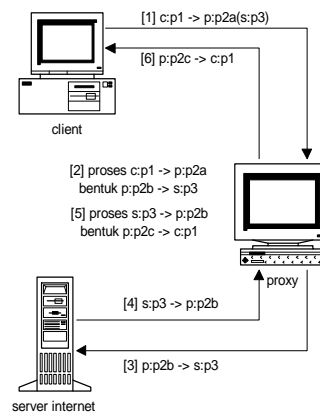 [1] c:p1 -> p:p2a(s:p3)
[6] p:p2c -> c:p1
client
[2] proses c:p1 -> p:p2a
bentuk p:p2b -> s:p3
[5] proses s:p3 -> p:p2b
bentuk p:p2c -> c:p1
proxy
[4] s:p3 -> p:p2b
[3] p:p2b -> s:p3
server internet